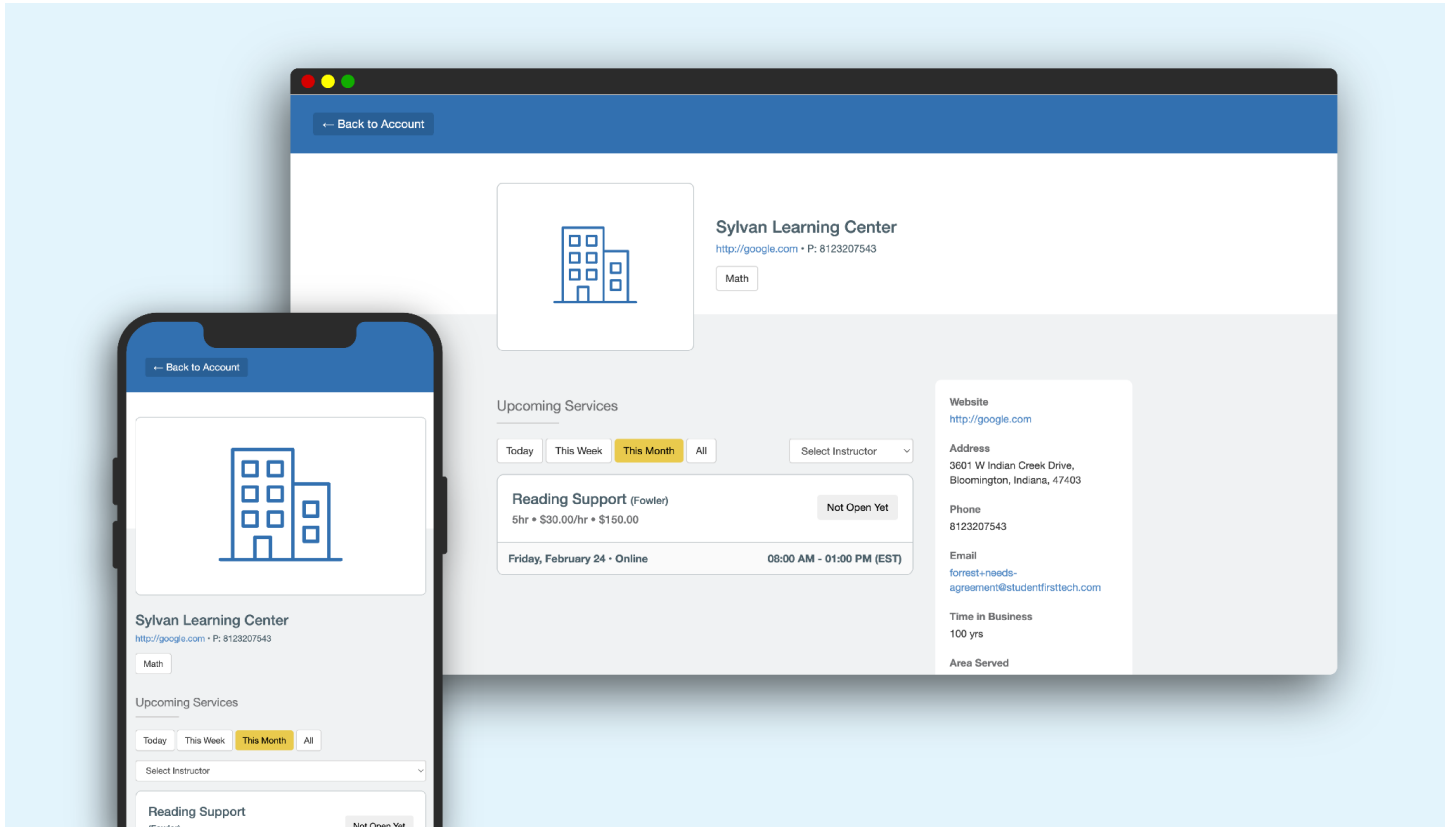 ← Back to Account
Sylvan Learning Center
http://google.com • P: 8123207543
Math
Upcoming Services
Today This Week This Month All Select Instructor
Reading Support (Fowler)
5hr • $30.00/hr • $150.00
Not Open Yet
Friday, February 24 • Online 08:00 AM - 01:00 PM (EST)
Website
http://google.com
Address
3601 W Indian Creek Drive,
Bloomington, Indiana, 47403
Phone
8123207543
Email
forrest+needs-
agreement@studentfirsttech.com
Time in Business
100 yrs
Area Served
← Back to Account
Sylvan Learning Center
http://google.com • P: 8123207543
Math
Upcoming Services
Today This Week This Month All
Select Instructor
Reading Support
Not Open Yet